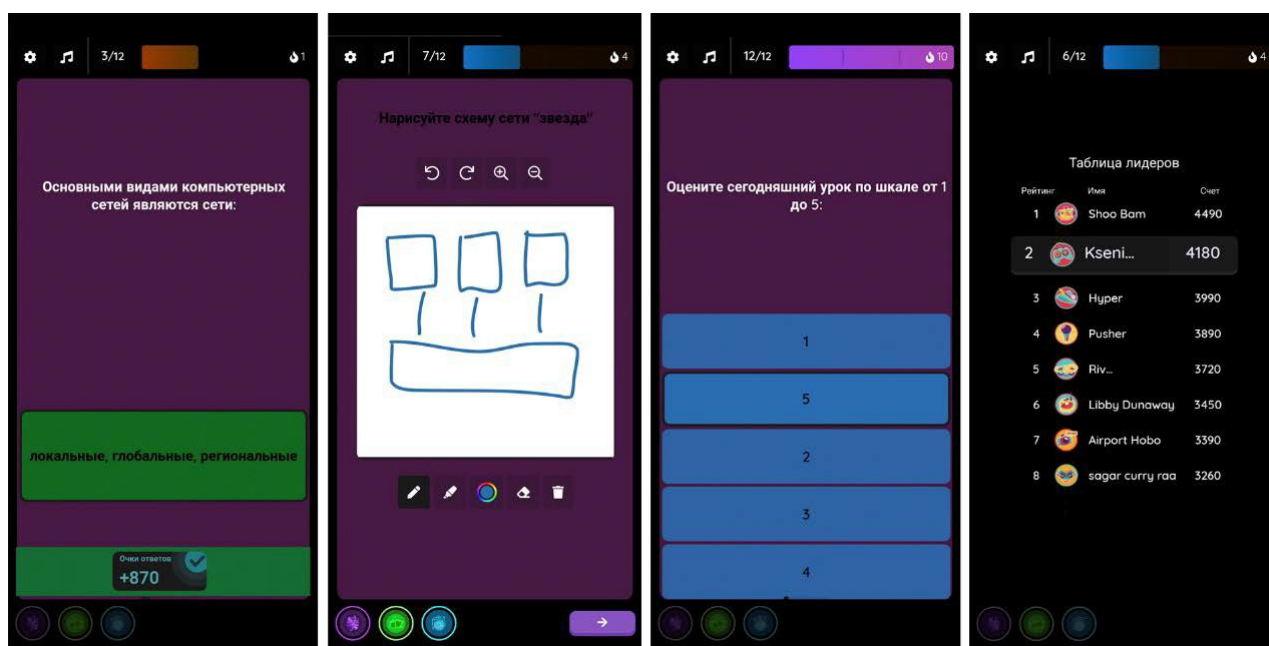 3/12
1
Основными видами компьютерных
сетей являются сети:
локальные, глобальные, региональные
Очки ответов
+870
7/12
4
Нарисуйте схему сети "звезда"
12/12
10
Оцените сегодняшний урок по шкале от 1
до 5:
1
5
2
3
4
6/12
4
Таблица лидеров
Рейтинг Имя Счет
1 Shoo Bam 4490
2 Kseni... 4180
3 Hyper 3990
4 Pusher 3890
5 Riv... 3720
6 Libby Dunaway 3450
7 Airport Hobo 3390
8 sagar curry raa 3260